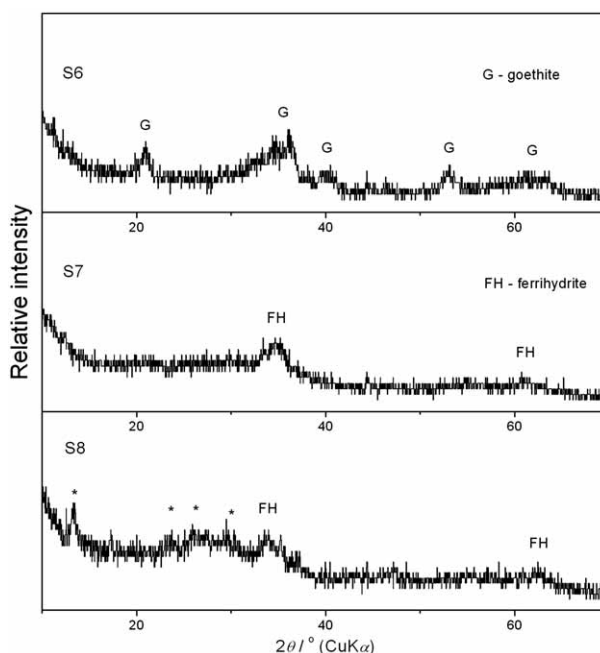 S6
G - goethite
G
G
G
G
G
20 40 60
S7
FH - ferrihydrite
FH
FH
20 40 60
S8
*
* * *
FH
FH
20 40 60
Relative intensity
2θ / ° (CuKα)